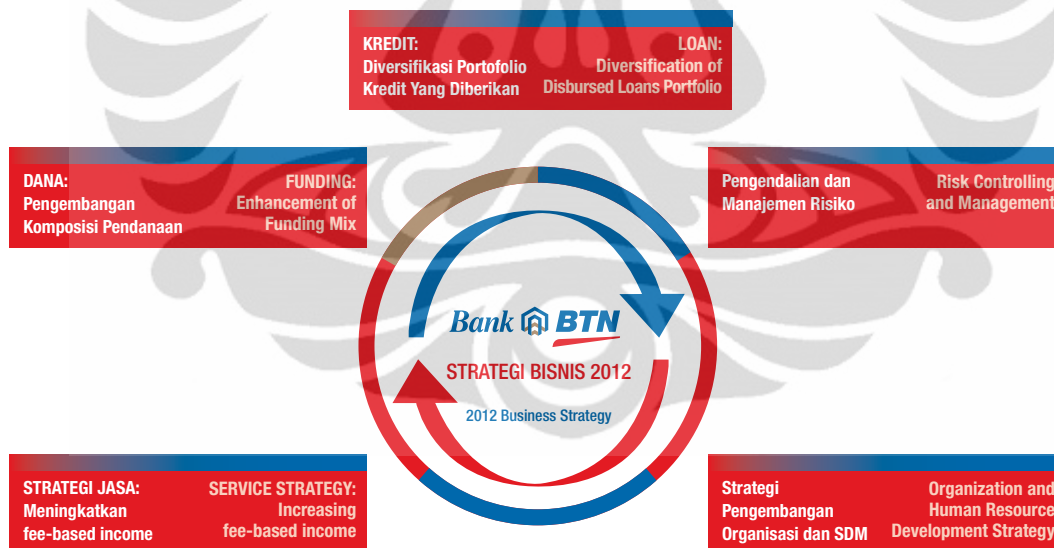 KREDIT:
Diversifikasi Portofolio
Kredit Yang Diberikan
LOAN:
Diversification of
Disbursed Loans Portfolio
DANA:
Pengembangan
Komposisi Pendanaan
FUNDING:
Enhancement of
Funding Mix
Pengendalian dan
Manajemen Risiko
Risk Controlling
and Management
Bank BTN
STRATEGI BISNIS 2012
2012 Business Strategy
STRATEGI JASA:
Meningkatkan
fee-based income
SERVICE STRATEGY:
Increasing
fee-based income
Strategi
Pengembangan
Organisasi dan SDM
Organization and
Human Resource
Development Strategy